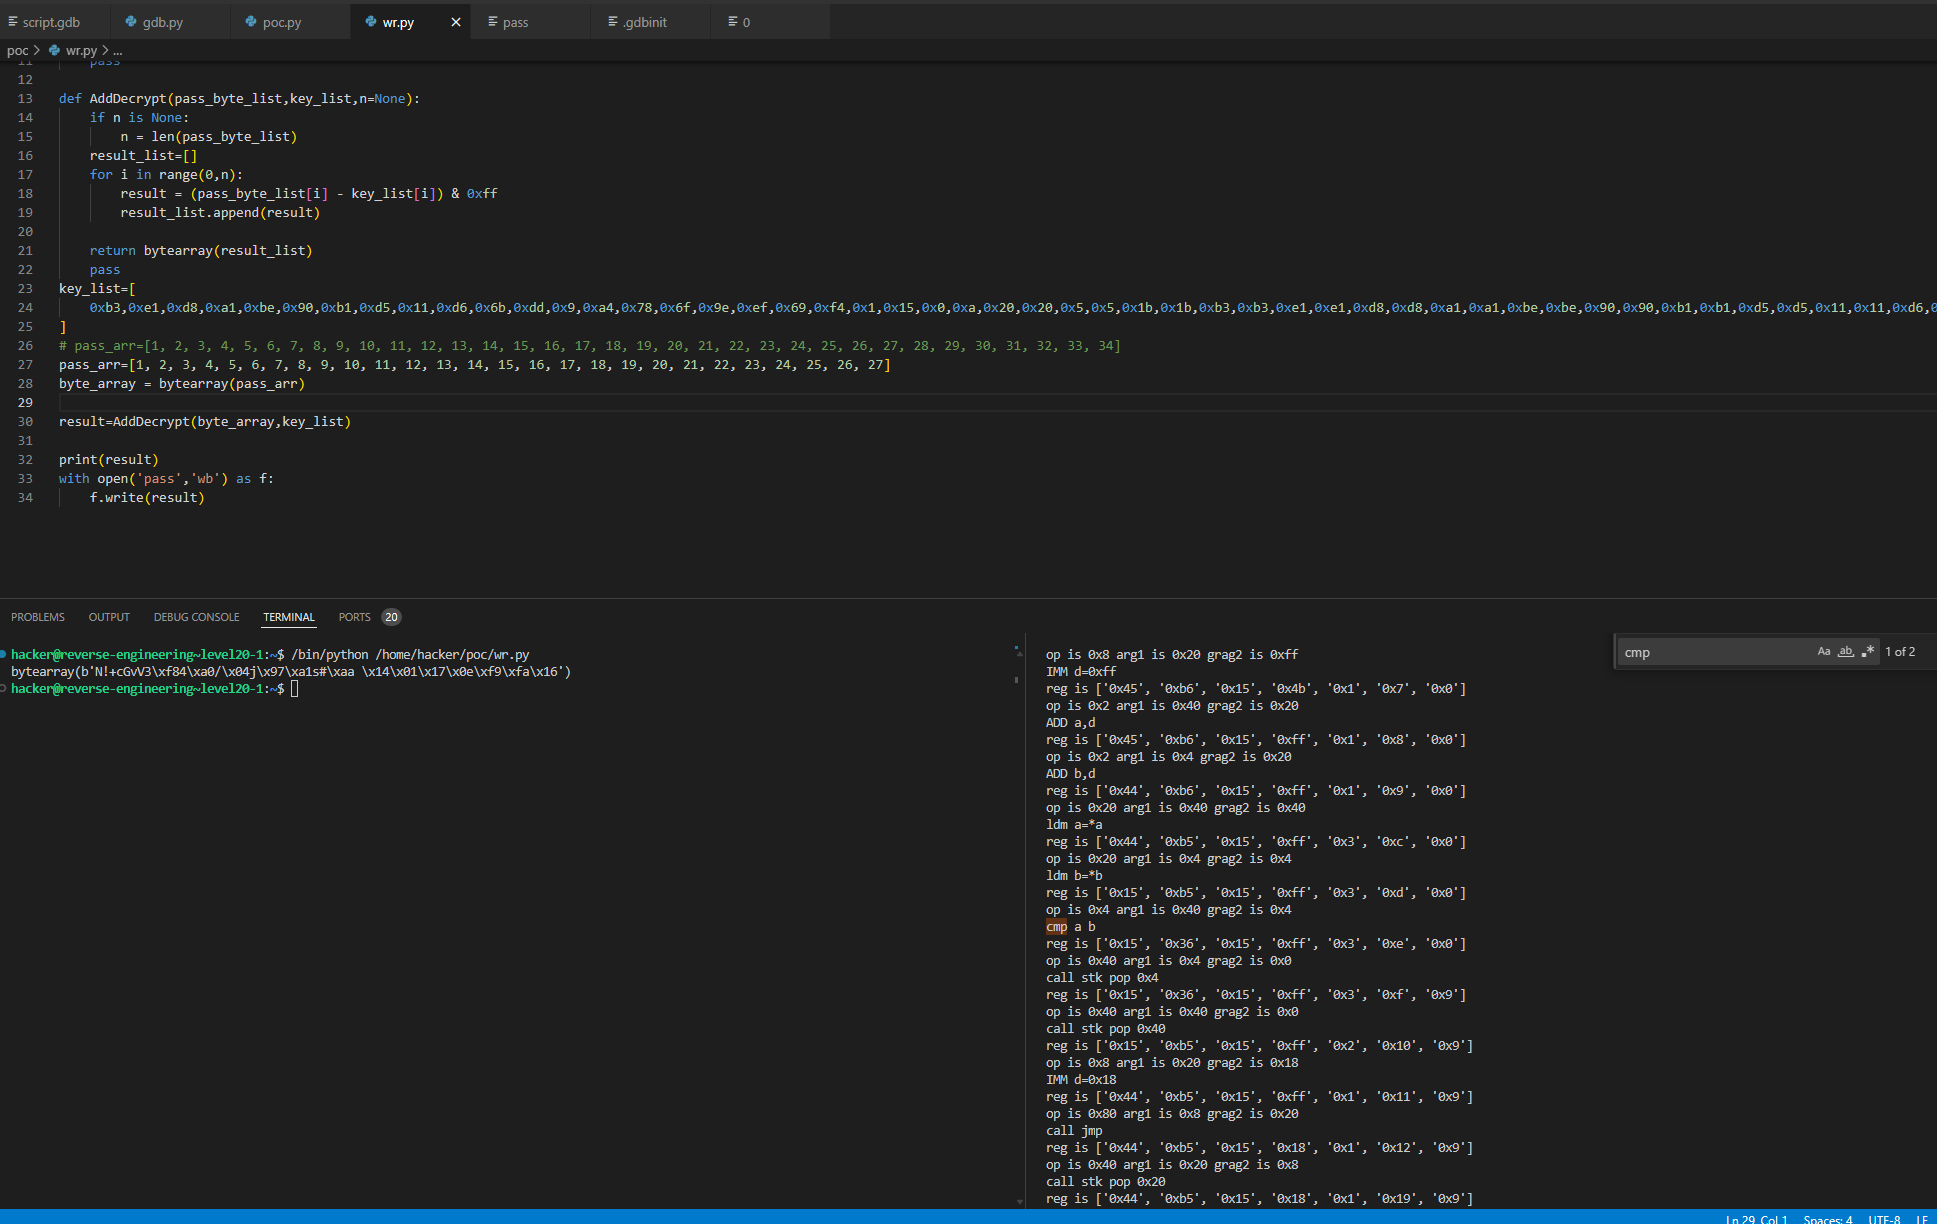 script.gdb
gdb.py
poc.py
wr.py
pass
.gdbinit
0
poc > wr.py > ...
11 pass
12
13 def AddDecrypt(pass_byte_list,key_list,n=None):
14 if n is None:
15 n = len(pass_byte_list)
16 result_list=[]
17 for i in range(0,n):
18 result = (pass_byte_list[i] - key_list[i]) & 0xff
19 result_list.append(result)
20
21 return bytearray(result_list)
22 pass
23 key_list=[
24 0xb3,0xe1,0xd8,0xa1,0xbe,0x90,0xb1,0xd5,0x11,0xd6,0x6b,0xdd,0x9,0xa4,0x78,0x6f,0x9e,0xef,0x69,0xf4,0x1,0x15,0x0,0xa,0x20,0x20,0x5,0x5,0x1b,0x1b,0xb3,0xb3,0xe1,0xe1,0xd8,0xd8,0xa1,0xa1,0xbe,0xbe,0x90,0x90,0xb1,0xb1,0xd5,0xd5,0x11,0x11,0xd6,
25 ]
26 # pass_arr=[1, 2, 3, 4, 5, 6, 7, 8, 9, 10, 11, 12, 13, 14, 15, 16, 17, 18, 19, 20, 21, 22, 23, 24, 25, 26, 27, 28, 29, 30, 31, 32, 33, 34]
27 pass_arr=[1, 2, 3, 4, 5, 6, 7, 8, 9, 10, 11, 12, 13, 14, 15, 16, 17, 18, 19, 20, 21, 22, 23, 24, 25, 26, 27]
28 byte_array = bytearray(pass_arr)
29
30 result=AddDecrypt(byte_array,key_list)
31
32 print(result)
33 with open('pass','wb') as f:
34 f.write(result)
PROBLEMS OUTPUT DEBUG CONSOLE TERMINAL PORTS 20
hacker@reverse-engineering~level20-1:~$ /bin/python /home/hacker/poc/wr.py
bytearray(b'N!+cGvV3\xf84\xa0/\x04j\x97\xa1s#\xaa \x14\x01\x17\x0e\xf9\xfa\x16')
hacker@reverse-engineering~level20-1:~$
cmp Aa ab .* 1 of 2
op is 0x8 arg1 is 0x20 grag2 is 0xff
IMM d=0xff
reg is ['0x45', '0xb6', '0x15', '0x4b', '0x1', '0x7', '0x0']
op is 0x2 arg1 is 0x40 grag2 is 0x20
ADD a,d
reg is ['0x45', '0xb6', '0x15', '0xff', '0x1', '0x8', '0x0']
op is 0x2 arg1 is 0x4 grag2 is 0x20
ADD b,d
reg is ['0x44', '0xb6', '0x15', '0xff', '0x1', '0x9', '0x0']
op is 0x20 arg1 is 0x40 grag2 is 0x40
ldm a=*a
reg is ['0x44', '0xb5', '0x15', '0xff', '0x3', '0xc', '0x0']
op is 0x20 arg1 is 0x4 grag2 is 0x4
ldm b=*b
reg is ['0x15', '0xb5', '0x15', '0xff', '0x3', '0xd', '0x0']
op is 0x4 arg1 is 0x40 grag2 is 0x4
cmp a b
reg is ['0x15', '0x36', '0x15', '0xff', '0x3', '0xe', '0x0']
op is 0x40 arg1 is 0x4 grag2 is 0x0
call stk pop 0x4
reg is ['0x15', '0x36', '0x15', '0xff', '0x3', '0xf', '0x9']
op is 0x40 arg1 is 0x40 grag2 is 0x0
call stk pop 0x40
reg is ['0x15', '0xb5', '0x15', '0xff', '0x2', '0x10', '0x9']
op is 0x8 arg1 is 0x20 grag2 is 0x18
IMM d=0x18
reg is ['0x44', '0xb5', '0x15', '0xff', '0x1', '0x11', '0x9']
op is 0x80 arg1 is 0x8 grag2 is 0x20
call jmp
reg is ['0x44', '0xb5', '0x15', '0x18', '0x1', '0x12', '0x9']
op is 0x40 arg1 is 0x20 grag2 is 0x8
call stk pop 0x20
reg is ['0x44', '0xb5', '0x15', '0x18', '0x1', '0x19', '0x9']
Ln 29, Col 1 Spaces: 4 UTF-8 LF